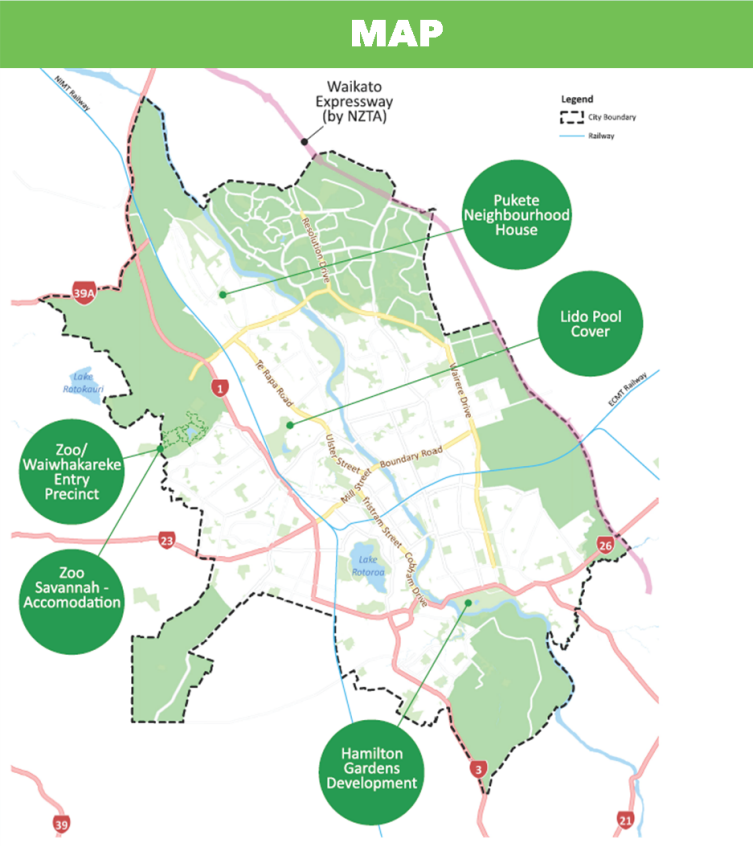 MAP
NIMT Railway
Waikato
Expressway
(by NZTA)
Legend
City Boundary
Railway
Pukete
Neighbourhood
House
Resolution Drive
39A
Lido Pool
Cover
Lake
Rotokauri
1
Te Rapa Road
Wairere Drive
ECMT Railway
Zoo/
Waiwhakareke
Entry
Precinct
Ulster Street
Boundary Road
Mill Street
Tristram Street
23
26
Lake
Rotoroa
Cobham Drive
Zoo
Savannah -
Accomodation
Hamilton
Gardens
Development
3
39
21